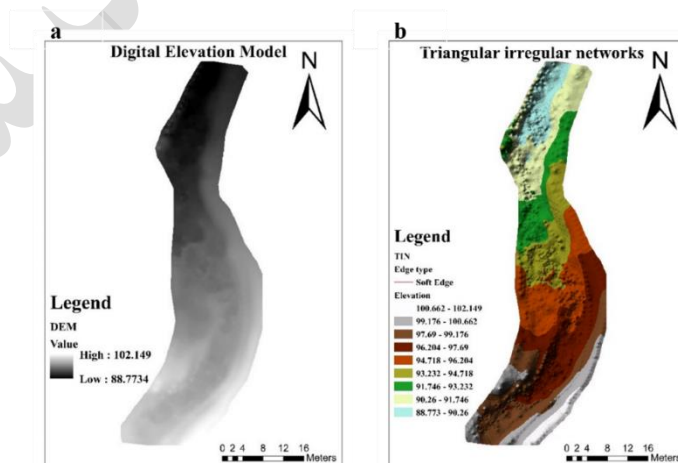 a
Digital Elevation Model
N
Legend
DEM
Value
High : 102.149
Low : 88.7734
0 2 4 8 12 16
Meters
b
Triangular irregular networks
N
Legend
TIN
Edge type
Soft Edge
Elevation
100.662 - 102.149
99.176 - 100.662
97.69 - 99.176
96.204 - 97.69
94.718 - 96.204
93.232 - 94.718
91.746 - 93.232
90.26 - 91.746
88.773 - 90.26
0 2 4 8 12 16
Meters